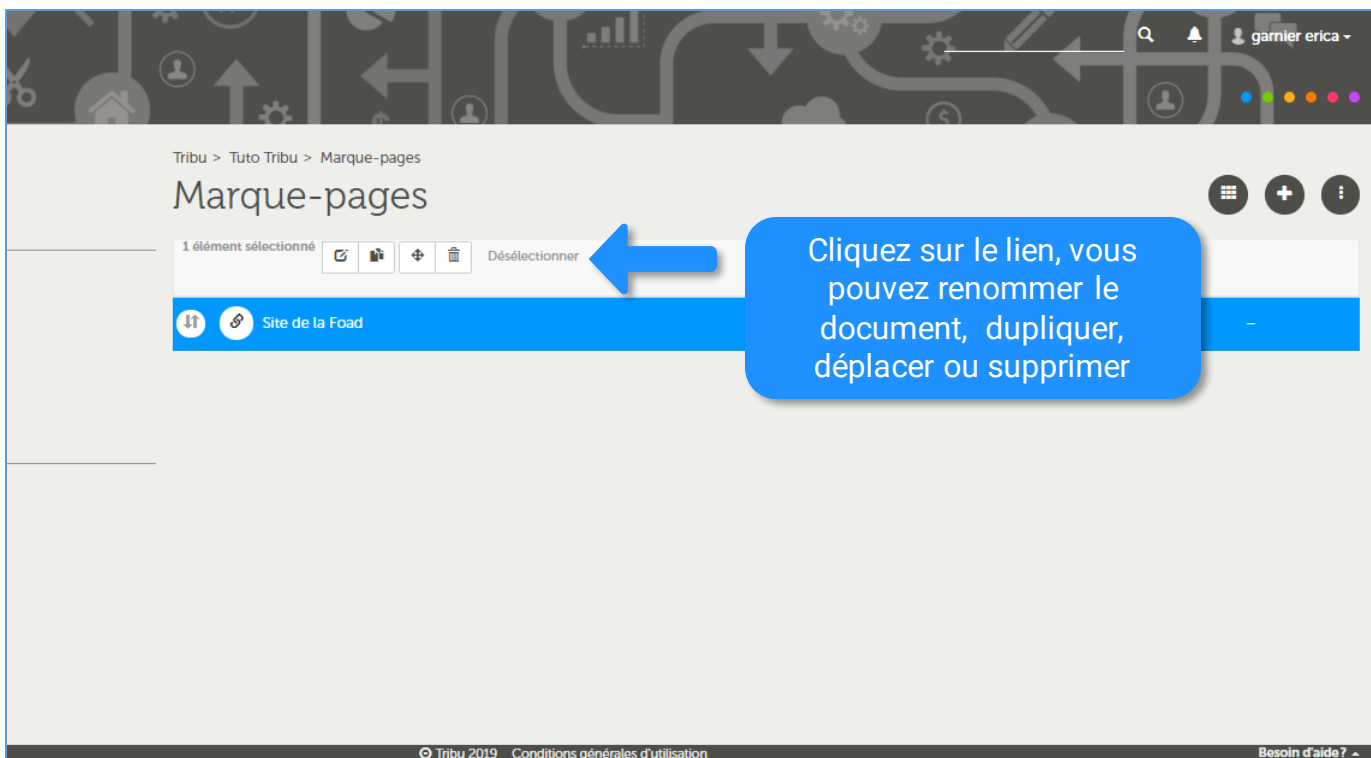 garnier erica
Tribu > Tuto Tribu > Marque-pages
Marque-pages
1 élément sélectionné
Désélectionner
Cliquez sur le lien, vous
pouvez renommer le
document, dupliquer,
déplacer ou supprimer
Site de la Foad
–
Tribu 2019 Conditions générales d'utilisation
Besoin d'aide?